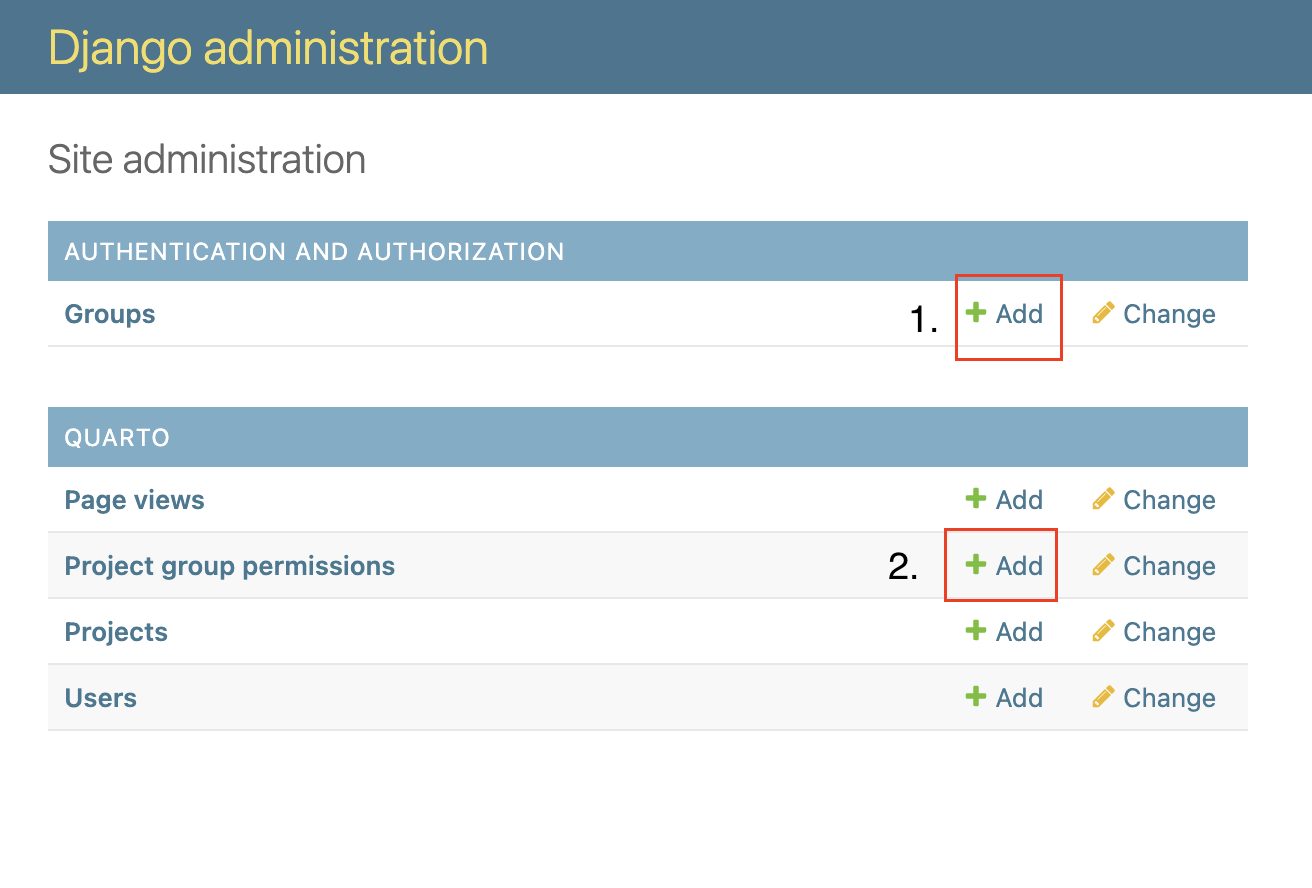 Django administration
Site administration
AUTHENTICATION AND AUTHORIZATION
Groups 1. Add Change
QUARTO
Page views Add Change
Project group permissions 2. Add Change
Projects Add Change
Users Add Change